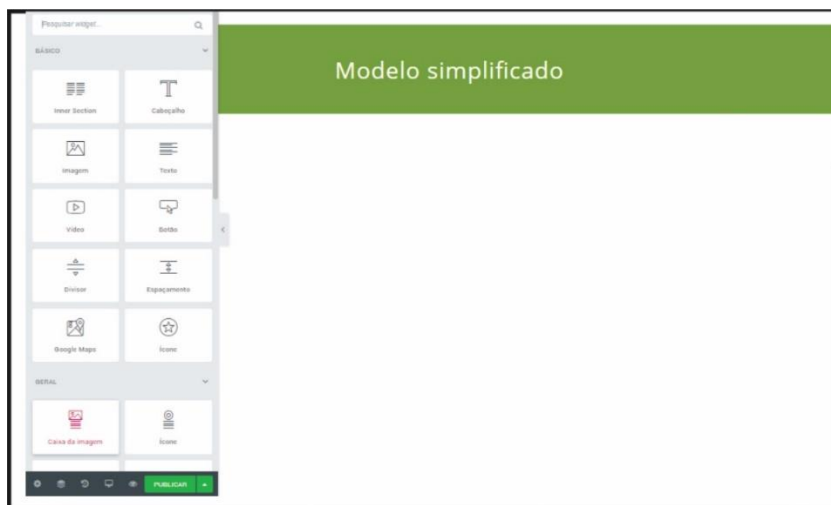 Pesquisar widget...
BÁSICO
Modelo simplificado
Inner Section
Cabeçalho
Imagem
Texto
Vídeo
Botão
Divisor
Espaçamento
Google Maps
Ícone
GERAL
Caixa da imagem
Ícone
PUBLICAR